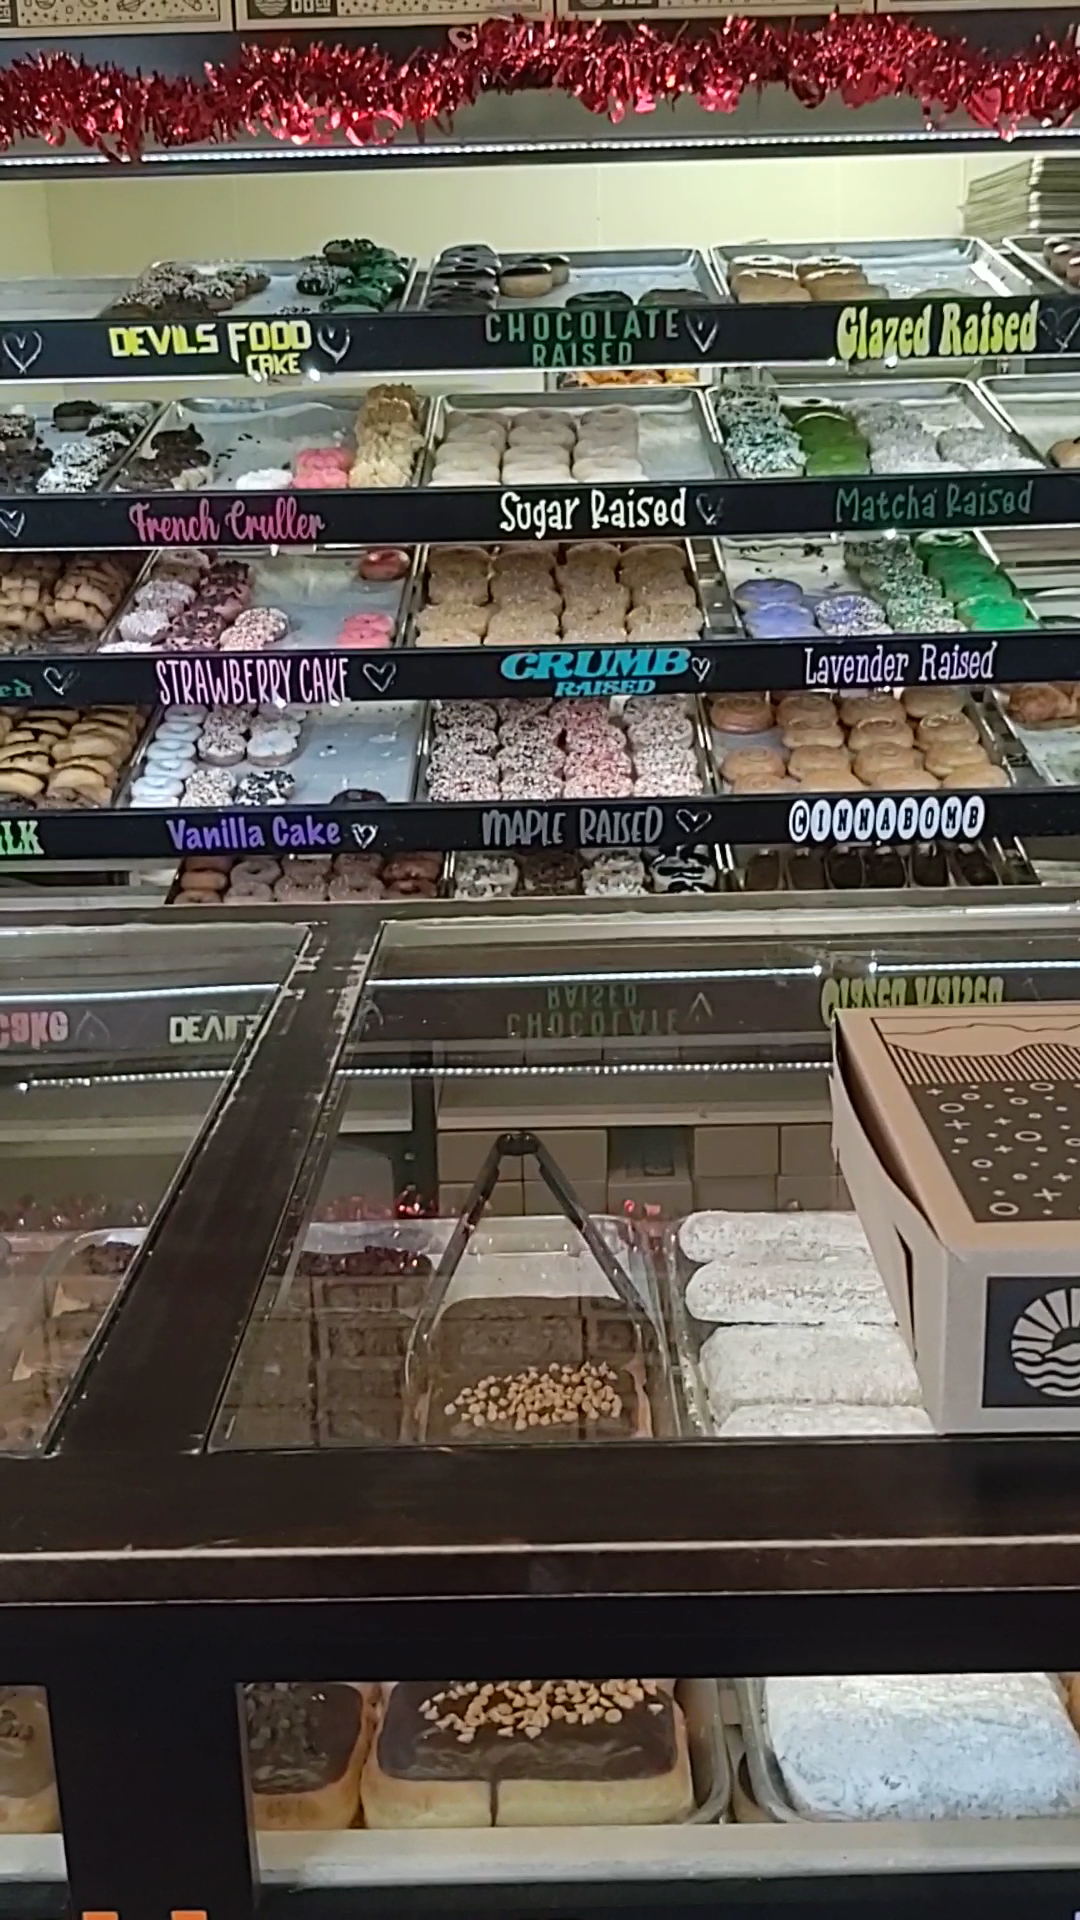 DEVILS FOOD
CAKE
CHOCOLATE
RAISED
Glazed Raised
French Cruller
Sugar Raised
Matcha Raised
STRAWBERRY CAKE
CRUMB
RAISED
Lavender Raised
Vanilla Cake
MAPLE RAISED
CINNABOMB